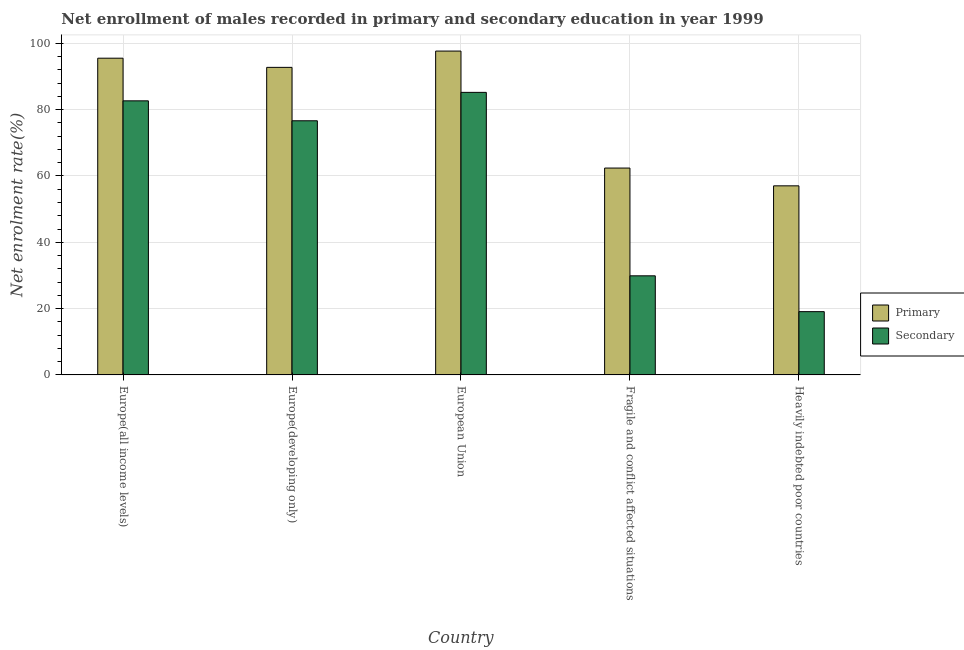 Net enrollment of males recorded in primary and secondary education in year 1999
Net enrolment rate(%)
100
80
60
40
20
0
Europe(all income levels)
Europe(developing only)
European Union
Fragile and conflict affected situations
Heavily indebted poor countries
Country
Primary
Secondary